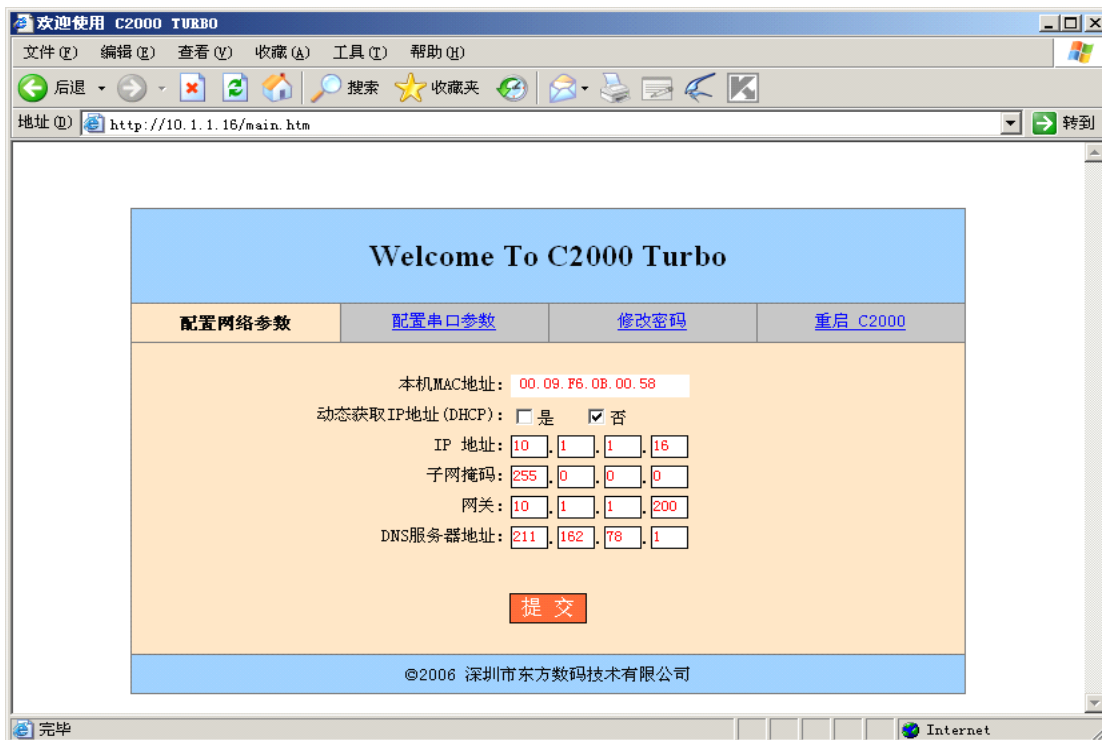 欢迎使用 C2000 TURBO
文件(F) 编辑(E) 查看(V) 收藏(A) 工具(T) 帮助(H)
后退 搜索 收藏夹
地址(D) http://10.1.1.16/main.htm 转到
Welcome To C2000 Turbo
配置网络参数 配置串口参数 修改密码 重启 C2000
本机MAC地址: 00.09.F6.0B.00.58
动态获取IP地址(DHCP): 是 否
IP 地址: 10.1.1.16
子网掩码: 255.0.0.0
网关: 10.1.1.200
DNS服务器地址: 211.162.78.1
提 交
©2006 深圳市东方数码技术有限公司
完毕 Internet